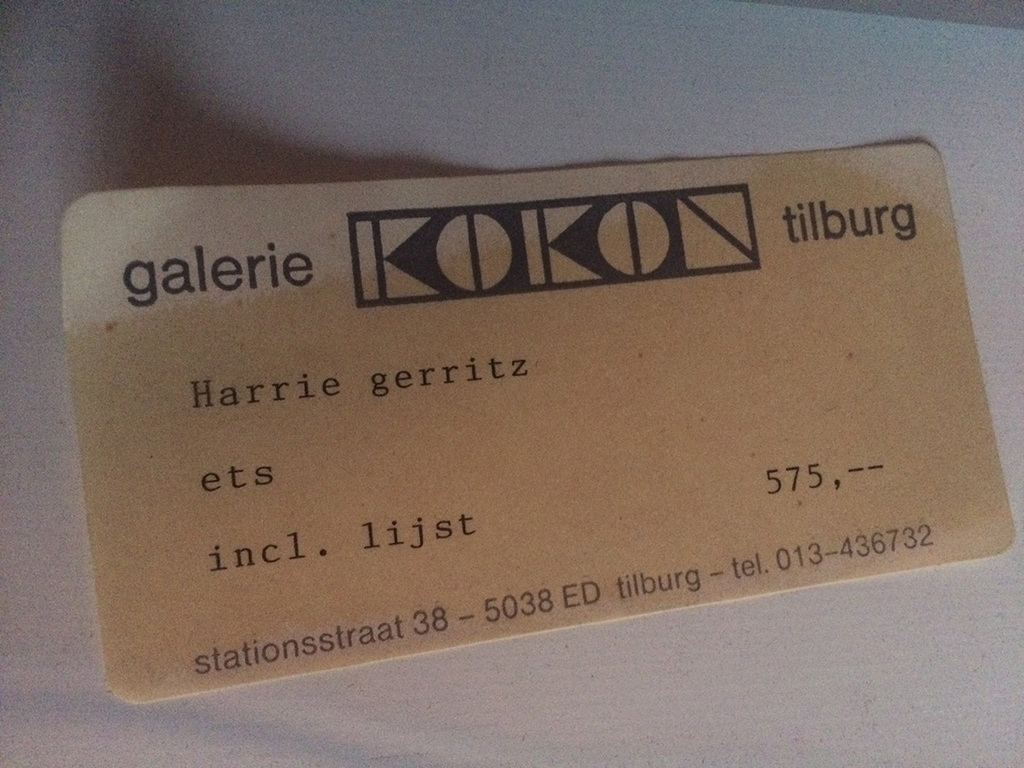 galerie KOKON tilburg
Harrie gerritz
ets
incl. lijst 575,--
stationsstraat 38 – 5038 ED tilburg – tel. 013-436732